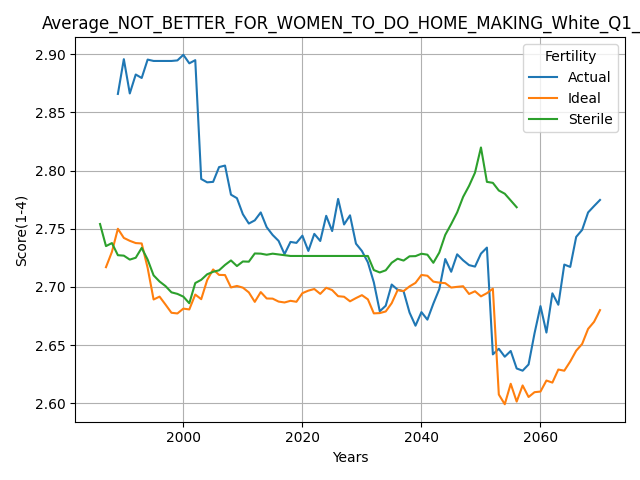 Average_NOT_BETTER_FOR_WOMEN_TO_DO_HOME_MAKING_White_Q1_
Fertility
Actual
Ideal
Sterile
2.90
2.85
2.80
2.75
2.70
2.65
2.60
Score(1-4)
2000 2020 2040 2060
Years